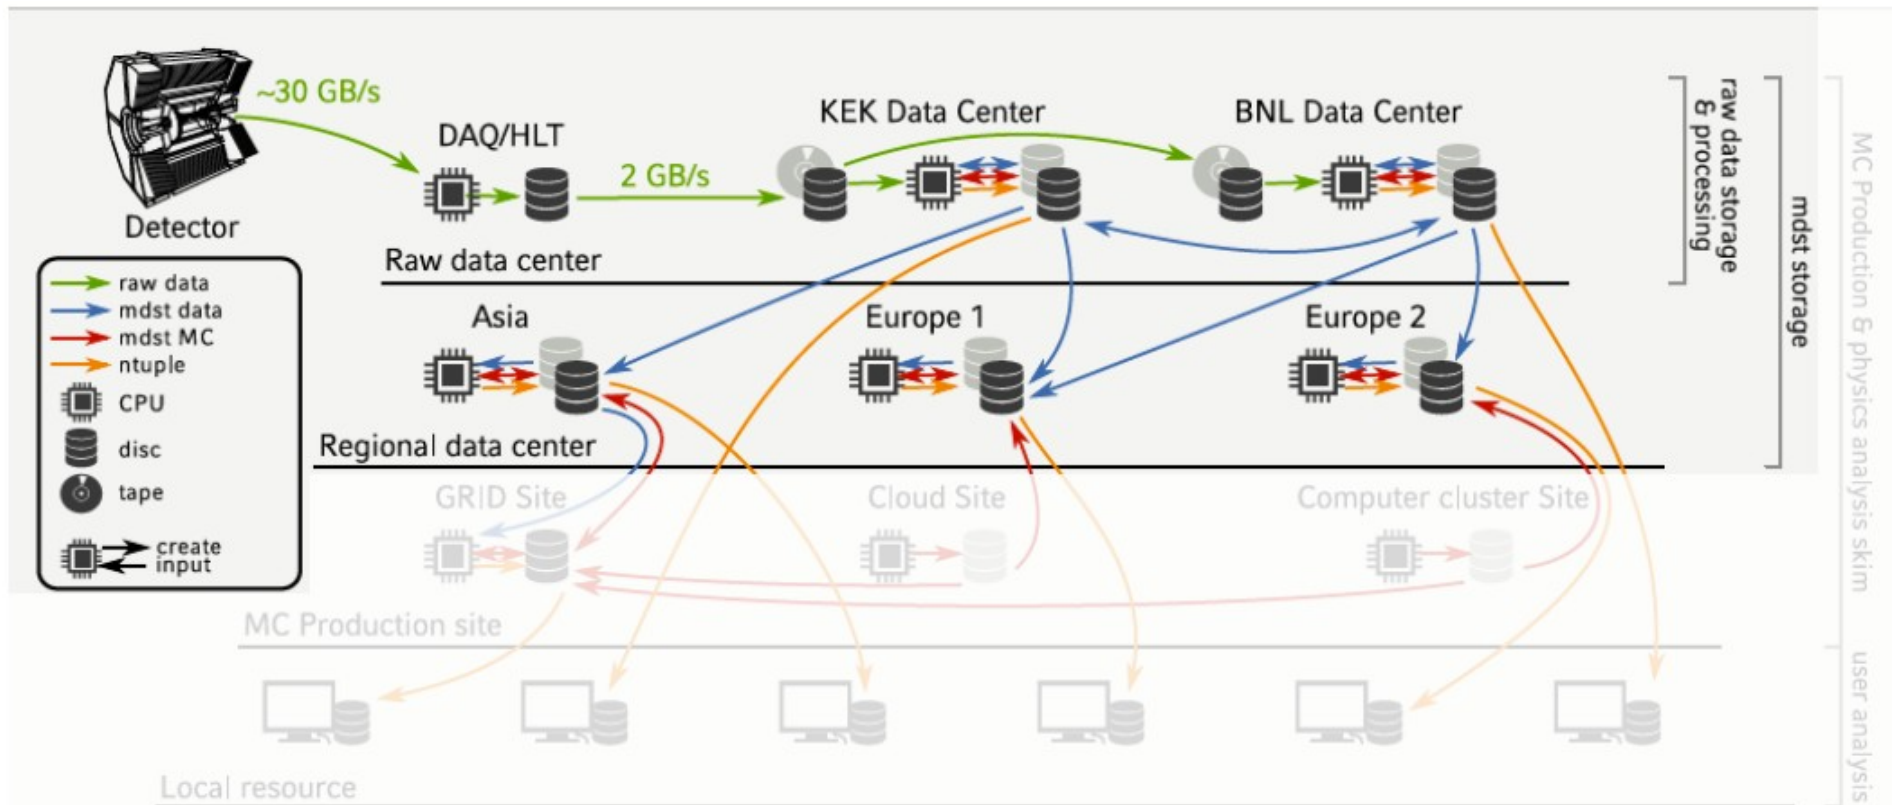 ~30 GB/s
DAQ/HLT
KEK Data Center
BNL Data Center
2 GB/s
Detector
Raw data center
raw data storage
& processing
mdst storage
MC Production & physics analysis skim
user analysis
raw data
mdst data
mdst MC
ntuple
CPU
disc
tape
create
input
Asia
Europe 1
Europe 2
Regional data center
GRID Site
Cloud Site
Computer cluster Site
MC Production site
Local resource